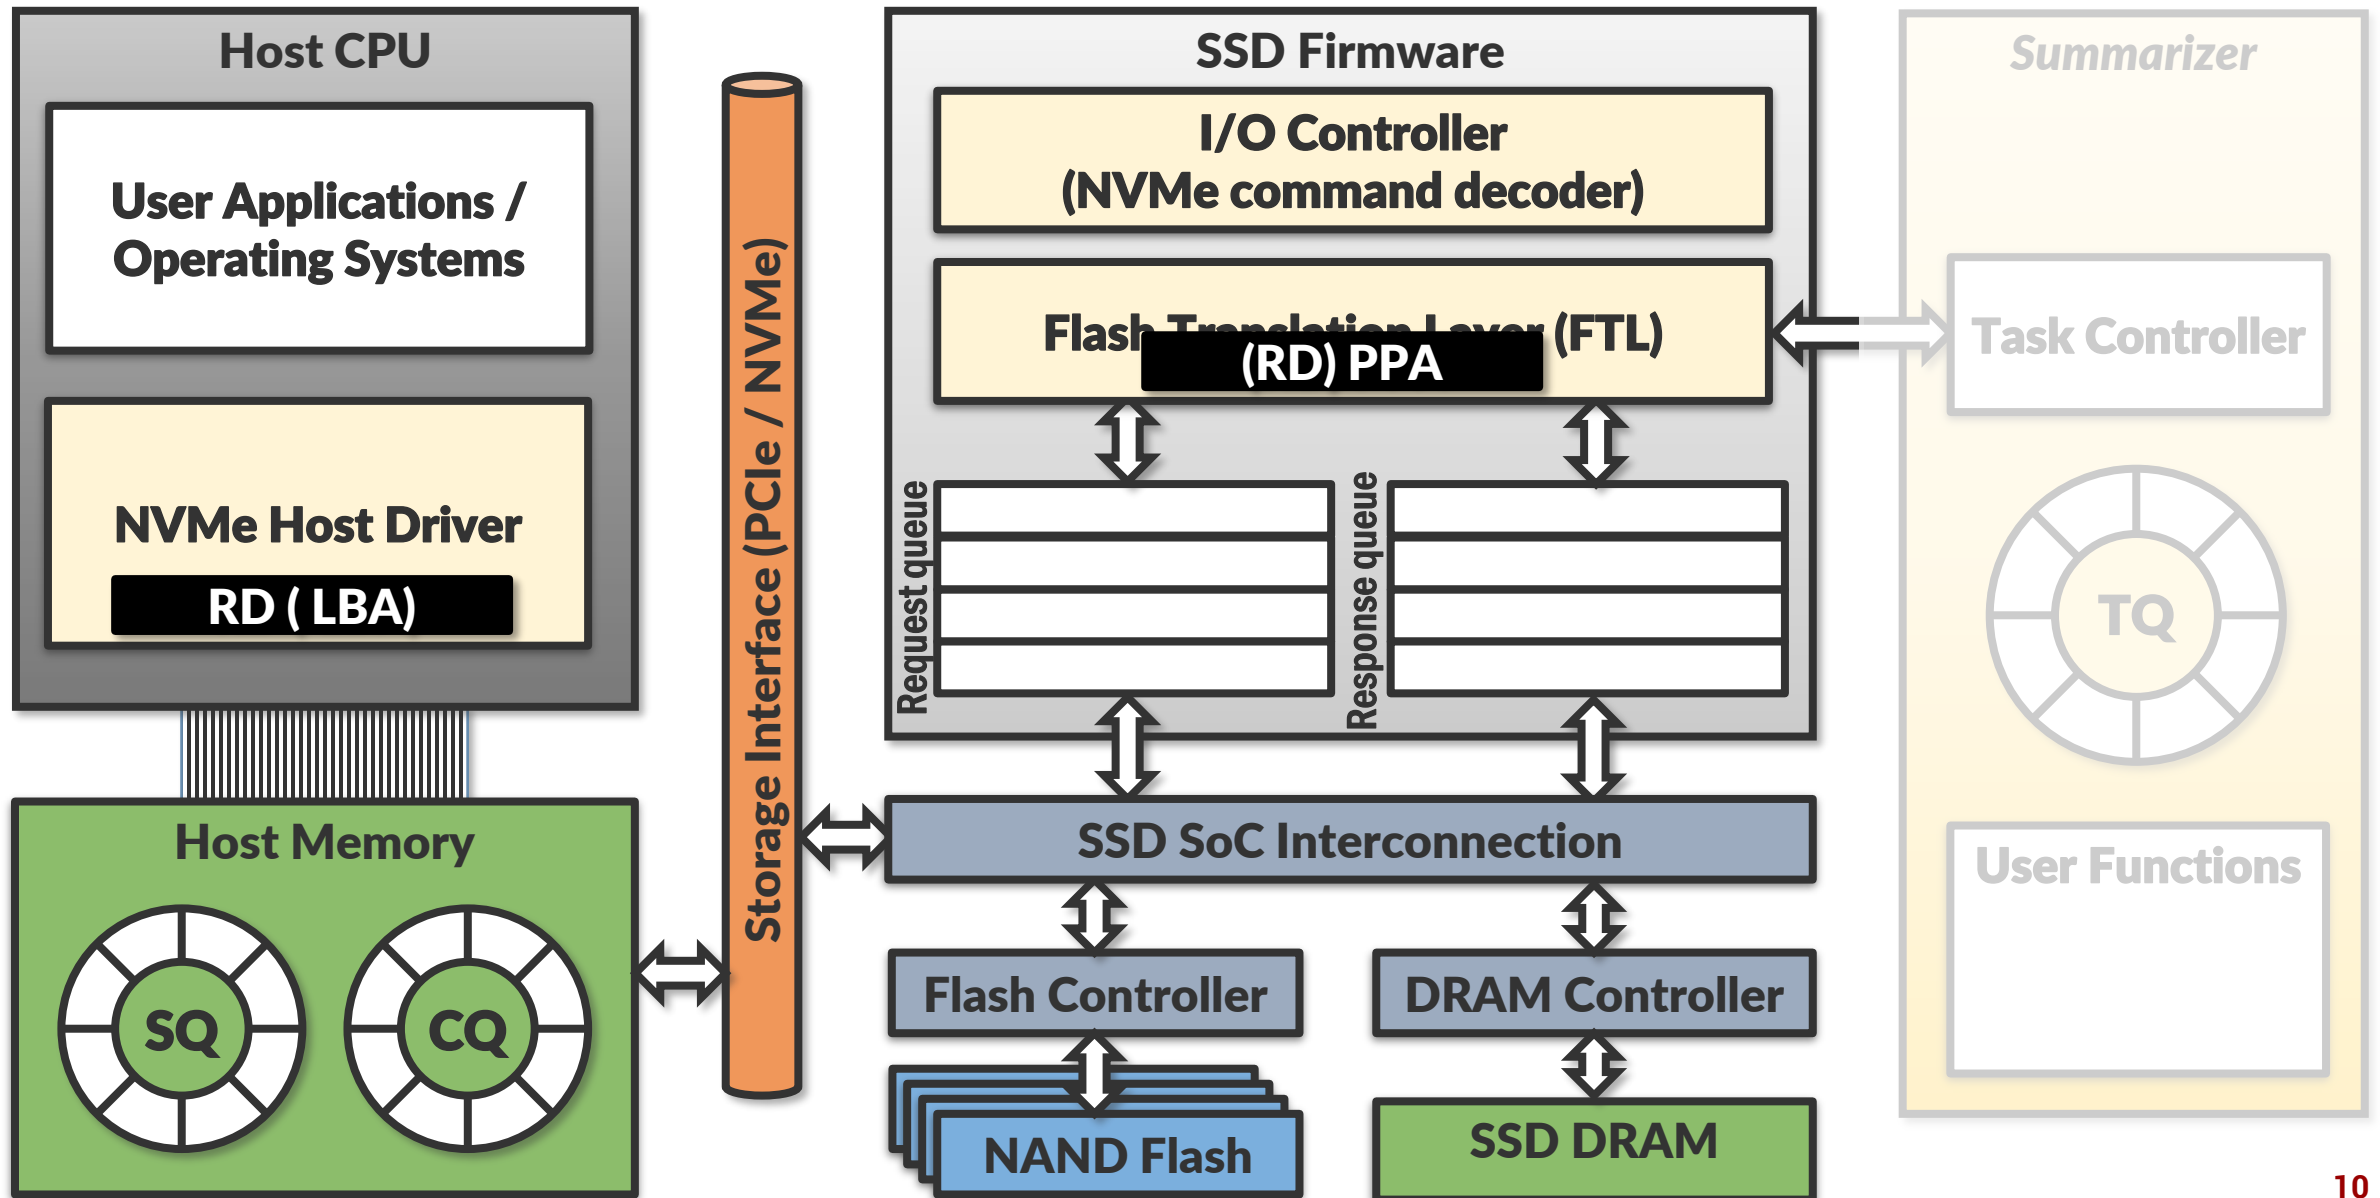 Host CPU
User Applications /
Operating Systems
NVMe Host Driver
RD ( LBA)
Host Memory
SQ
CQ
Storage Interface (PCIe / NVMe)
SSD Firmware
I/O Controller
(NVMe command decoder)
Flash Translation Layer (FTL)
(RD) PPA
Request queue
Response queue
SSD SoC Interconnection
Flash Controller
DRAM Controller
NAND Flash
SSD DRAM
Summarizer
Task Controller
TQ
User Functions
10